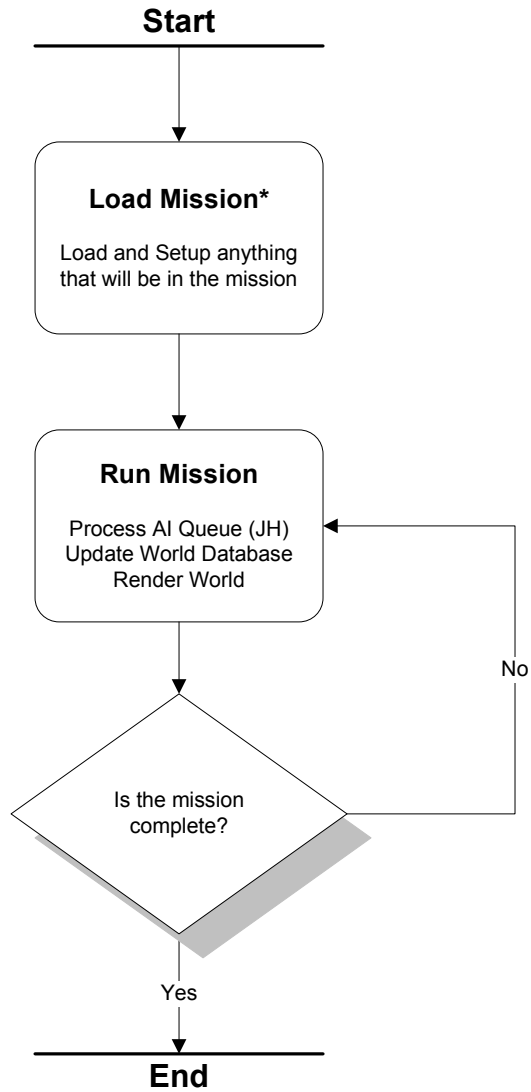 Start
Load Mission*
Load and Setup anything
that will be in the mission
Run Mission
Process AI Queue (JH)
Update World Database
Render World
No
Is the mission
complete?
Yes
End